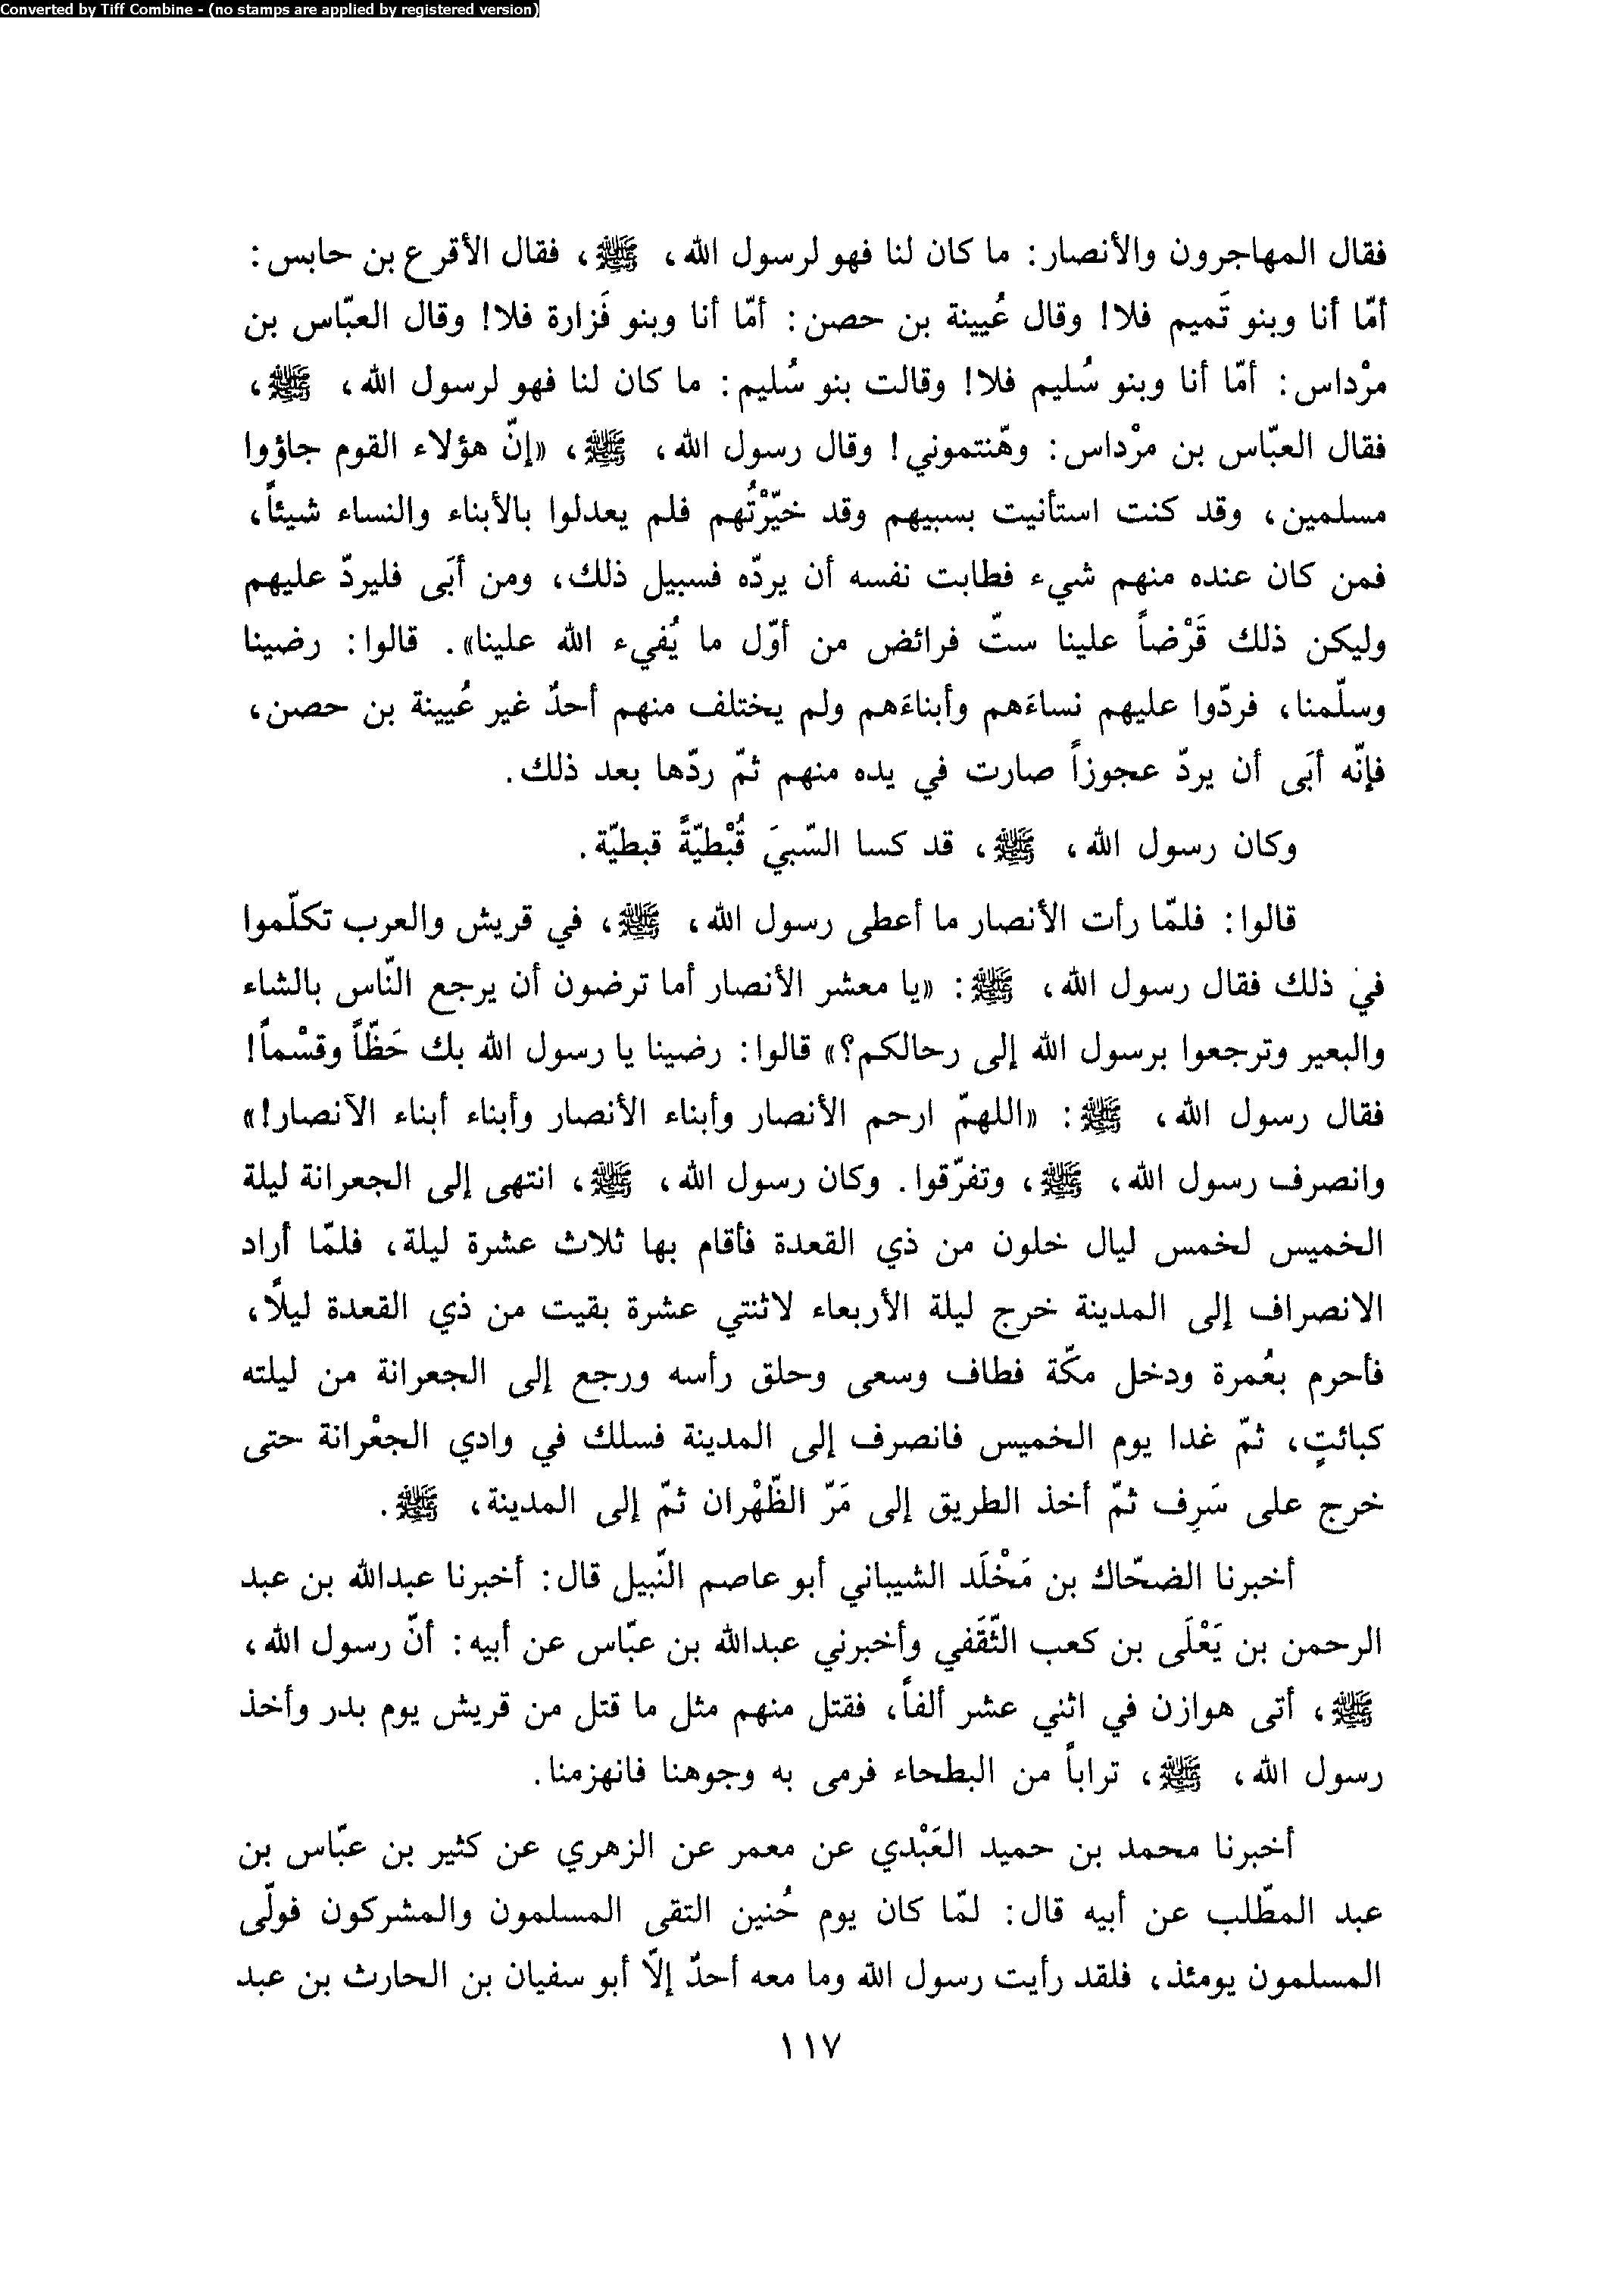 Converted by Tiff Combine - (no stamps are applied by registered version)
فقال المهاجرون والأنصار: ما كان لنا فهو لرسول الله، ﷺ، فقال الأقرع بن حابس:
أمّا أنا وبنو تَميم فلا! وقال عُيينة بن حصن: أمّا أنا وبنو فَزارة فلا! وقال العبّاس بن
مرْداس: أمّا أنا وبنو سُليم فلا! وقالت بنو سُليم: ما كان لنا فهو لرسول الله، ﷺ،
فقال العبّاس بن مرْداس: وهّنتموني! وقال رسول الله، ﷺ، «إنّ هؤلاء القوم جاؤوا
مسلمين، وقد كنت استأنيت بسبيهم وقد خيّرْتُهم فلم يعدلوا بالأبناء والنساء شيئاً،
فمن كان عنده منهم شيء فطابت نفسه أن يردّه فسبيل ذلك، ومن أبَى فليردّ عليهم
وليكن ذلك قَرْضاً علينا ستّ فرائض من أوّل ما يُفيء الله علينا». قالوا: رضينا
وسلّمنا، فردّوا عليهم نساءَهم وأبناءَهم ولم يختلف منهم أحدٌ غير عُيينة بن حصن،
فإنّه أبَى أن يردّ عجوزاً صارت في يده منهم ثمّ ردّها بعد ذلك.
وكان رسول الله، ﷺ، قد كسا السّبيَ قُبْطيّةً قبطيّة.
قالوا: فلمّا رأت الأنصار ما أعطى رسول الله، ﷺ، في قريش والعرب تكلّموا
في ذلك فقال رسول الله، ﷺ: «يا معشر الأنصار أما ترضون أن يرجع النّاس بالشاء
والبعير وترجعوا برسول الله إلى رحالكم؟» قالوا: رضينا يا رسول الله بك حَظّاً وقسْماً!
فقال رسول الله، ﷺ: «اللهمّ ارحم الأنصار وأبناء الأنصار وأبناء أبناء الآنصار!»
وانصرف رسول الله، ﷺ، وتفرّقوا. وكان رسول الله، ﷺ، انتهى إلى الجعرانة ليلة
الخميس لخمس ليال خلون من ذي القعدة فأقام بها ثلاث عشرة ليلة، فلمّا أراد
الانصراف إلى المدينة خرج ليلة الأربعاء لاثنتي عشرة بقيت من ذي القعدة ليلًا،
فأحرم بعُمرة ودخل مكّة فطاف وسعى وحلق رأسه ورجع إلى الجعرانة من ليلته
كبائتٍ، ثمّ غدا يوم الخميس فانصرف إلى المدينة فسلك في وادي الجعْرانة حتى
خرج على سَرِف ثمّ أخذ الطريق إلى مَرّ الظّهْران ثمّ إلى المدينة، ﷺ.
أخبرنا الضحّاك بن مَخْلَد الشيباني أبو عاصم النّبيل قال: أخبرنا عبدالله بن عبد
الرحمن بن يَعْلَى بن كعب الثّقَفي وأخبرني عبدالله بن عبّاس عن أبيه: أنّ رسول الله،
ﷺ، أتى هوازن في اثني عشر ألفاً، فقتل منهم مثل ما قتل من قريش يوم بدر وأخذ
رسول الله، ﷺ، تراباً من البطحاء فرمى به وجوهنا فانهزمنا.
أخبرنا محمد بن حميد العَبْدي عن معمر عن الزهري عن كثير بن عبّاس بن
عبد المطّلب عن أبيه قال: لمّا كان يوم حُنين التقى المسلمون والمشركون فولّى
المسلمون يومئذ، فلقد رأيت رسول الله وما معه أحدٌ إلّا أبو سفيان بن الحارث بن عبد
١١٧